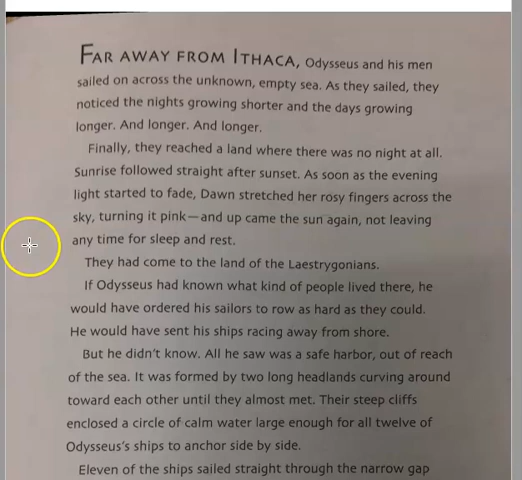 FAR AWAY FROM ITHACA, Odysseus and his men
sailed on across the unknown, empty sea. As they sailed, they
noticed the nights growing shorter and the days growing
longer. And longer. And longer.
Finally, they reached a land where there was no night at all.
Sunrise followed straight after sunset. As soon as the evening
light started to fade, Dawn stretched her rosy fingers across the
sky, turning it pink—and up came the sun again, not leaving
any time for sleep and rest.
They had come to the land of the Laestrygonians.
If Odysseus had known what kind of people lived there, he
would have ordered his sailors to row as hard as they could.
He would have sent his ships racing away from shore.
But he didn't know. All he saw was a safe harbor, out of reach
of the sea. It was formed by two long headlands curving around
toward each other until they almost met. Their steep cliffs
enclosed a circle of calm water large enough for all twelve of
Odysseus's ships to anchor side by side.
Eleven of the ships sailed straight through the narrow gap